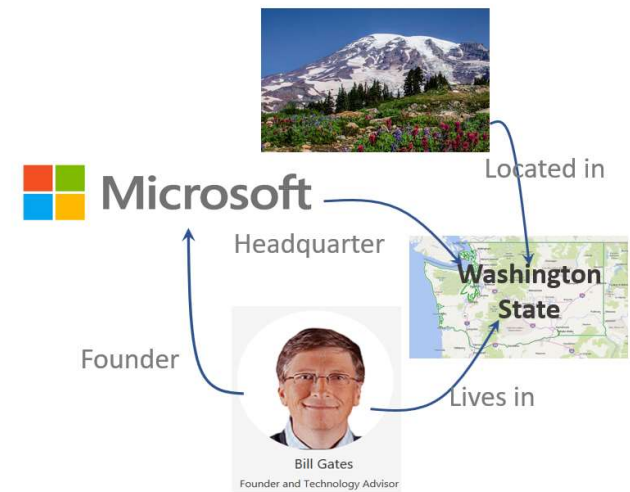 Located in
Microsoft
Headquarter
Washington
State
Founder
Lives in
Bill Gates
Founder and Technology Advisor